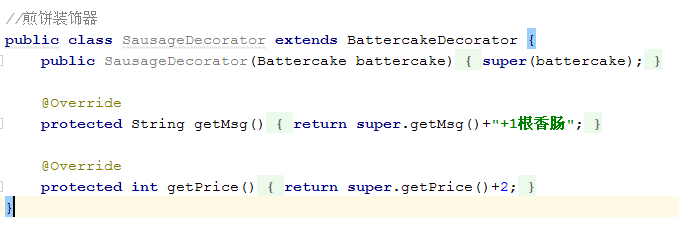 //煎饼装饰器
public class SausageDecorator extends BattercakeDecorator {
    public SausageDecorator(Battercake battercake) { super(battercake); }

    @Override
    protected String getMsg() { return super.getMsg()+"+1根香肠"; }

    @Override
    protected int getPrice() { return super.getPrice()+2; }
}